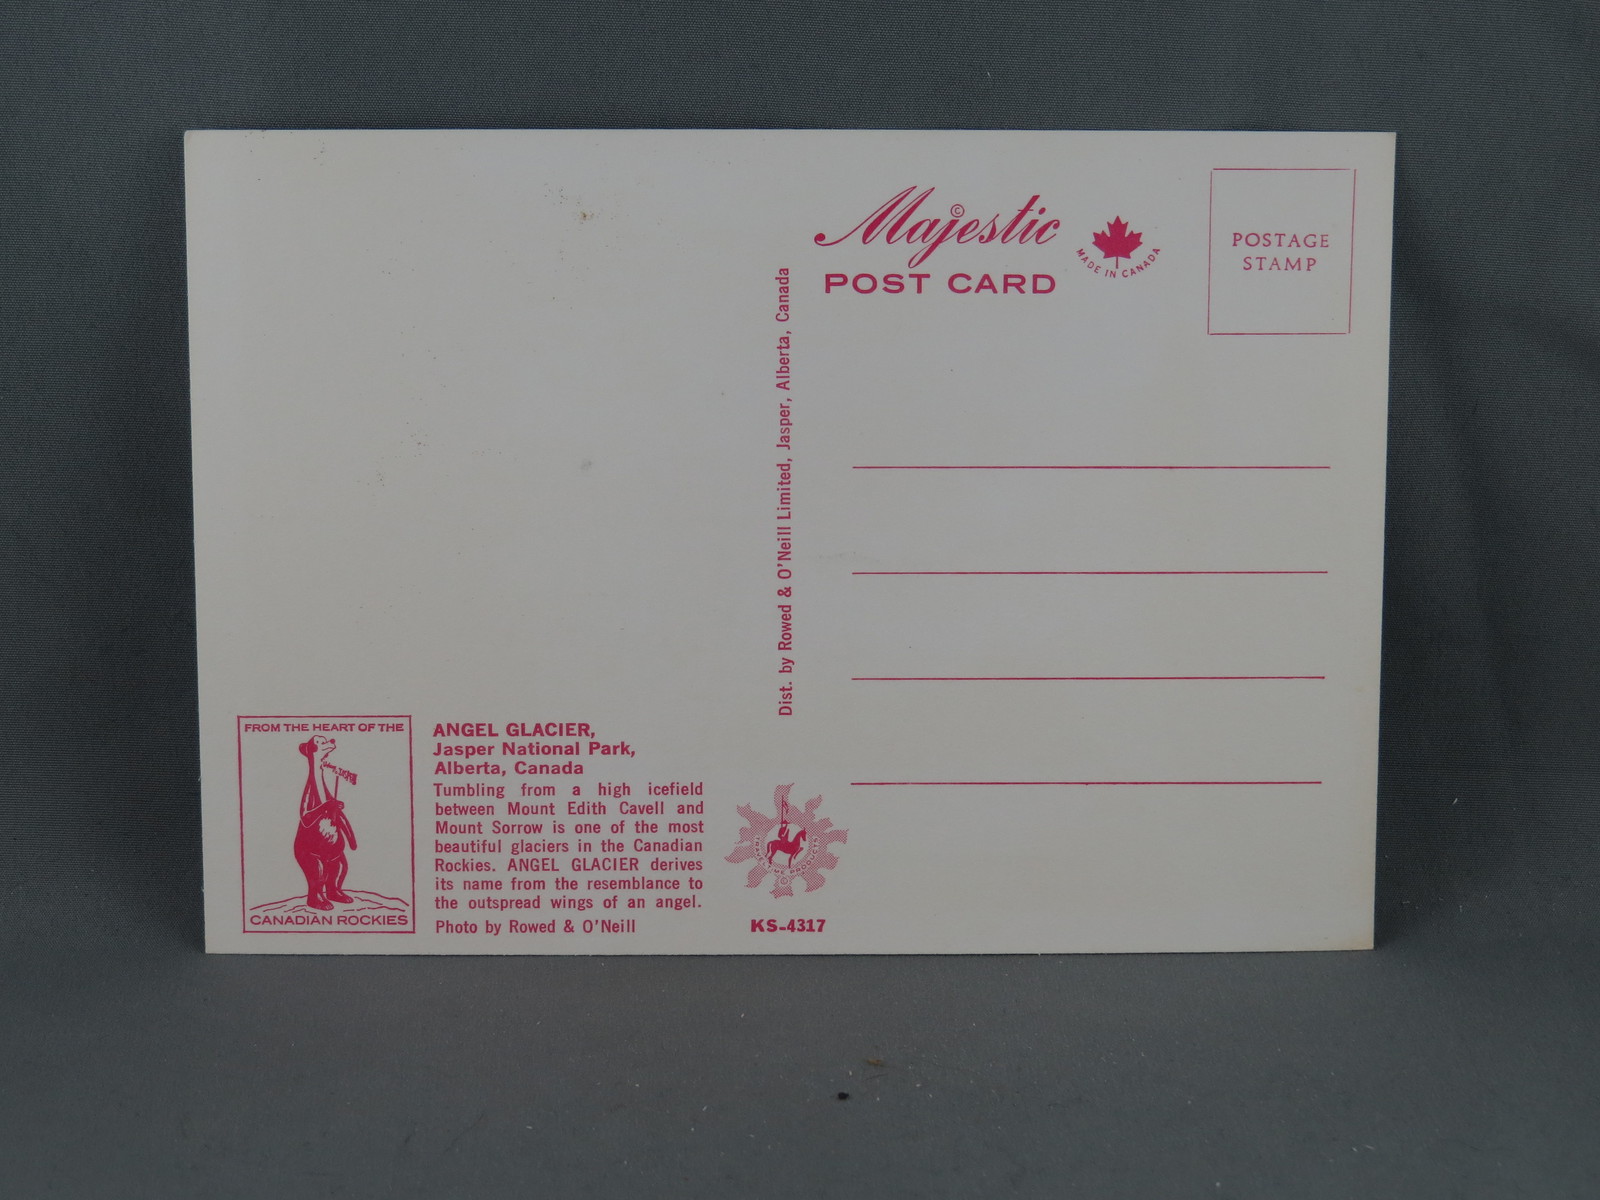 Majestic ©
POST CARD
MADE IN CANADA
POSTAGE
STAMP
Dist. by Rowed & O'Neill Limited, Jasper, Alberta, Canada
FROM THE HEART OF THE
CANADIAN ROCKIES
ANGEL GLACIER,
Jasper National Park,
Alberta, Canada
Tumbling from a high icefield
between Mount Edith Cavell and
Mount Sorrow is one of the most
beautiful glaciers in the Canadian
Rockies. ANGEL GLACIER derives
its name from the resemblance to
the outspread wings of an angel.
Photo by Rowed & O'Neill
PRODUCTS
KS-4317